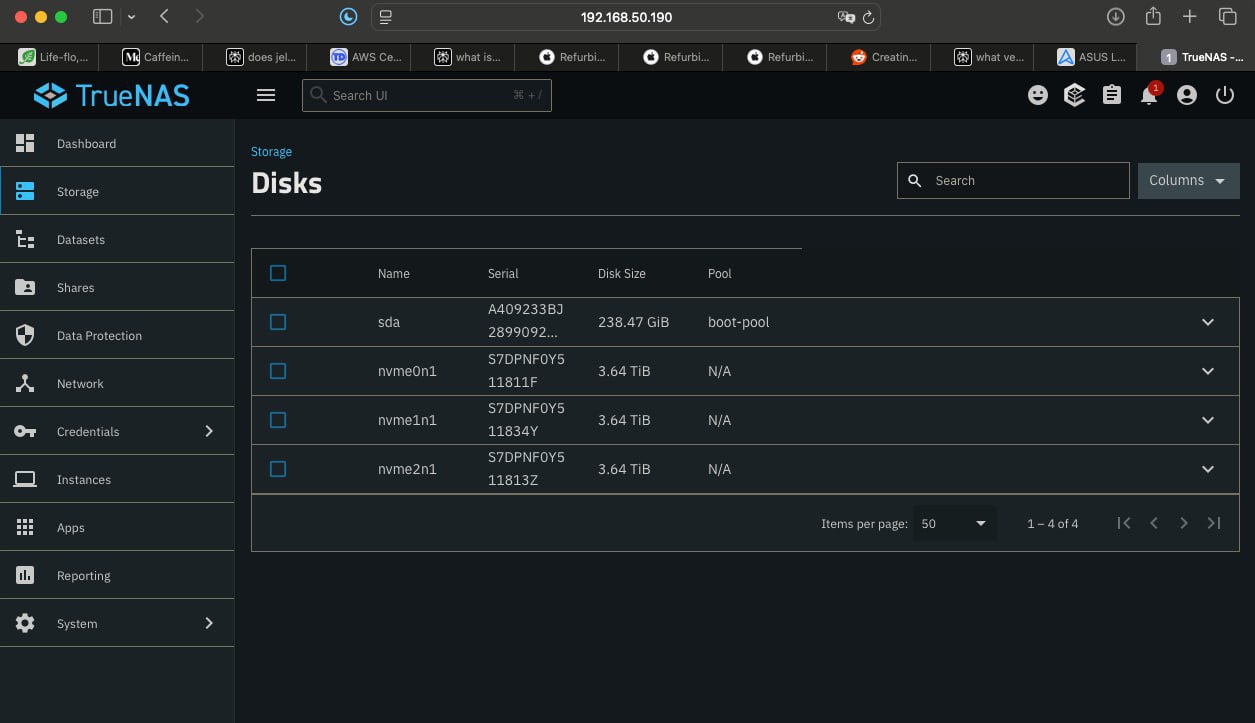 192.168.50.190
Life-flo,...
Caffein...
does jel...
TD
AWS Ce...
what is...
Refurbi...
Refurbi...
Refurbi...
Creatin...
what ve...
ASUS L...
1
TrueNAS -...
TrueNAS
Search UI
⌘ + /
1
Dashboard
Storage
Datasets
Shares
Data Protection
Network
Credentials
Instances
Apps
Reporting
System
Storage
Disks
Search
Columns
Name Serial Disk Size Pool
sda A409233BJ 238.47 GiB boot-pool
2899092...
nvme0n1 S7DPNF0Y5 3.64 TiB N/A
11811F
nvme1n1 S7DPNF0Y5 3.64 TiB N/A
11834Y
nvme2n1 S7DPNF0Y5 3.64 TiB N/A
11813Z
Items per page: 50 1 – 4 of 4